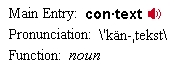 Main Entry: con·text
Pronunciation: \ˈkän-ˌtekst\
Function: noun